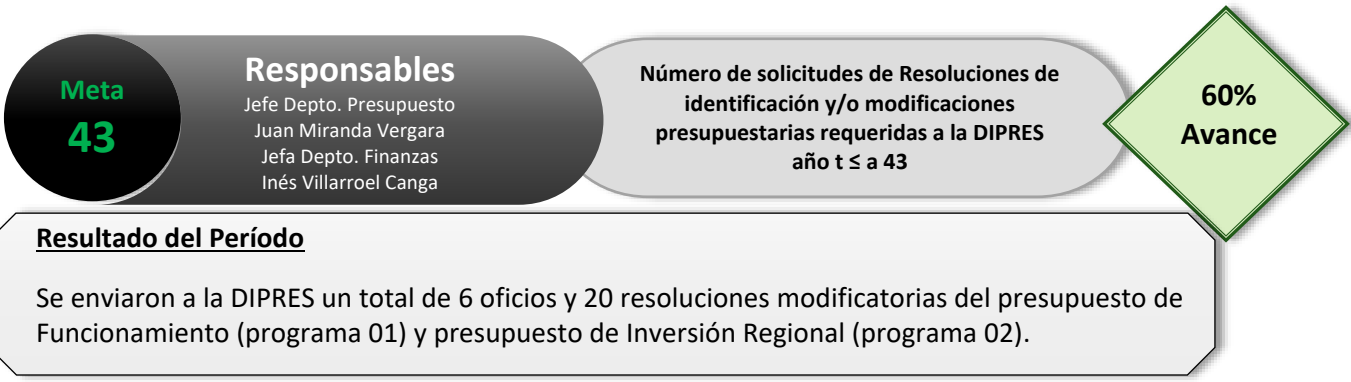 Meta
43
Responsables
Jefe Depto. Presupuesto
Juan Miranda Vergara
Jefa Depto. Finanzas
Inés Villarroel Canga
Número de solicitudes de Resoluciones de
identificación y/o modificaciones
presupuestarias requeridas a la DIPRES
año t ≤ a 43
60%
Avance
Resultado del Período
Se enviaron a la DIPRES un total de 6 oficios y 20 resoluciones modificatorias del presupuesto de
Funcionamiento (programa 01) y presupuesto de Inversión Regional (programa 02).